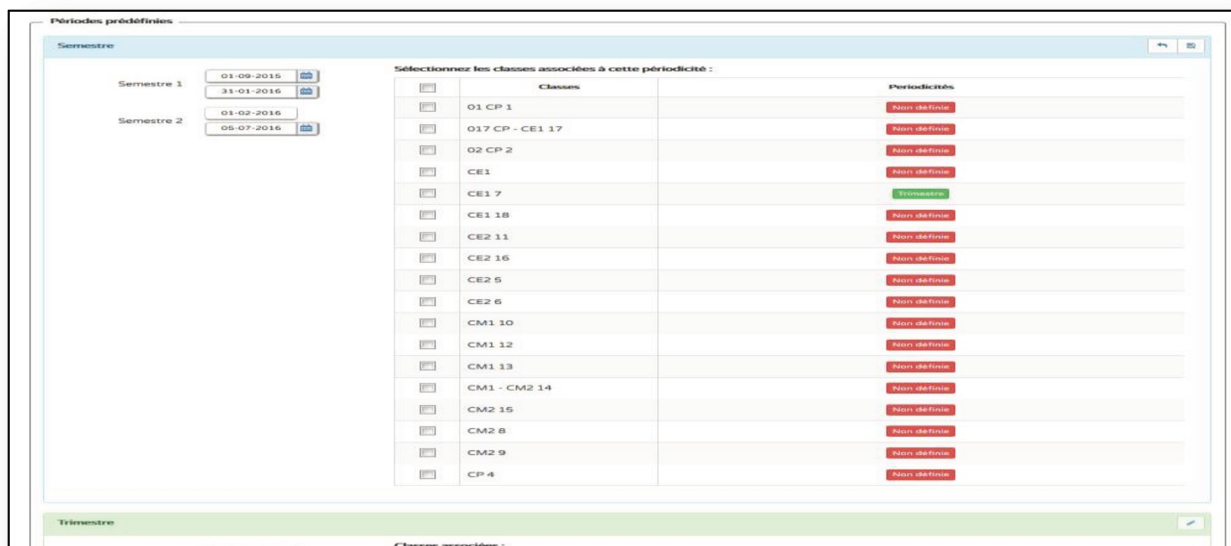 Périodes prédéfinies
Semestre
Sélectionnez les classes associées à cette périodicité :
Semestre 1
01-09-2015
31-01-2016
Semestre 2
01-02-2016
05-07-2016
Classes Periodicités
01 CP 1 Non définie
017 CP - CE1 17 Non définie
02 CP 2 Non définie
CE1 Non définie
CE1 7 Trimestre
CE1 18 Non définie
CE2 11 Non définie
CE2 16 Non définie
CE2 5 Non définie
CE2 6 Non définie
CM1 10 Non définie
CM1 12 Non définie
CM1 13 Non définie
CM1 - CM2 14 Non définie
CM2 15 Non définie
CM2 8 Non définie
CM2 9 Non définie
CP 4 Non définie
Trimestre
Classes associées :